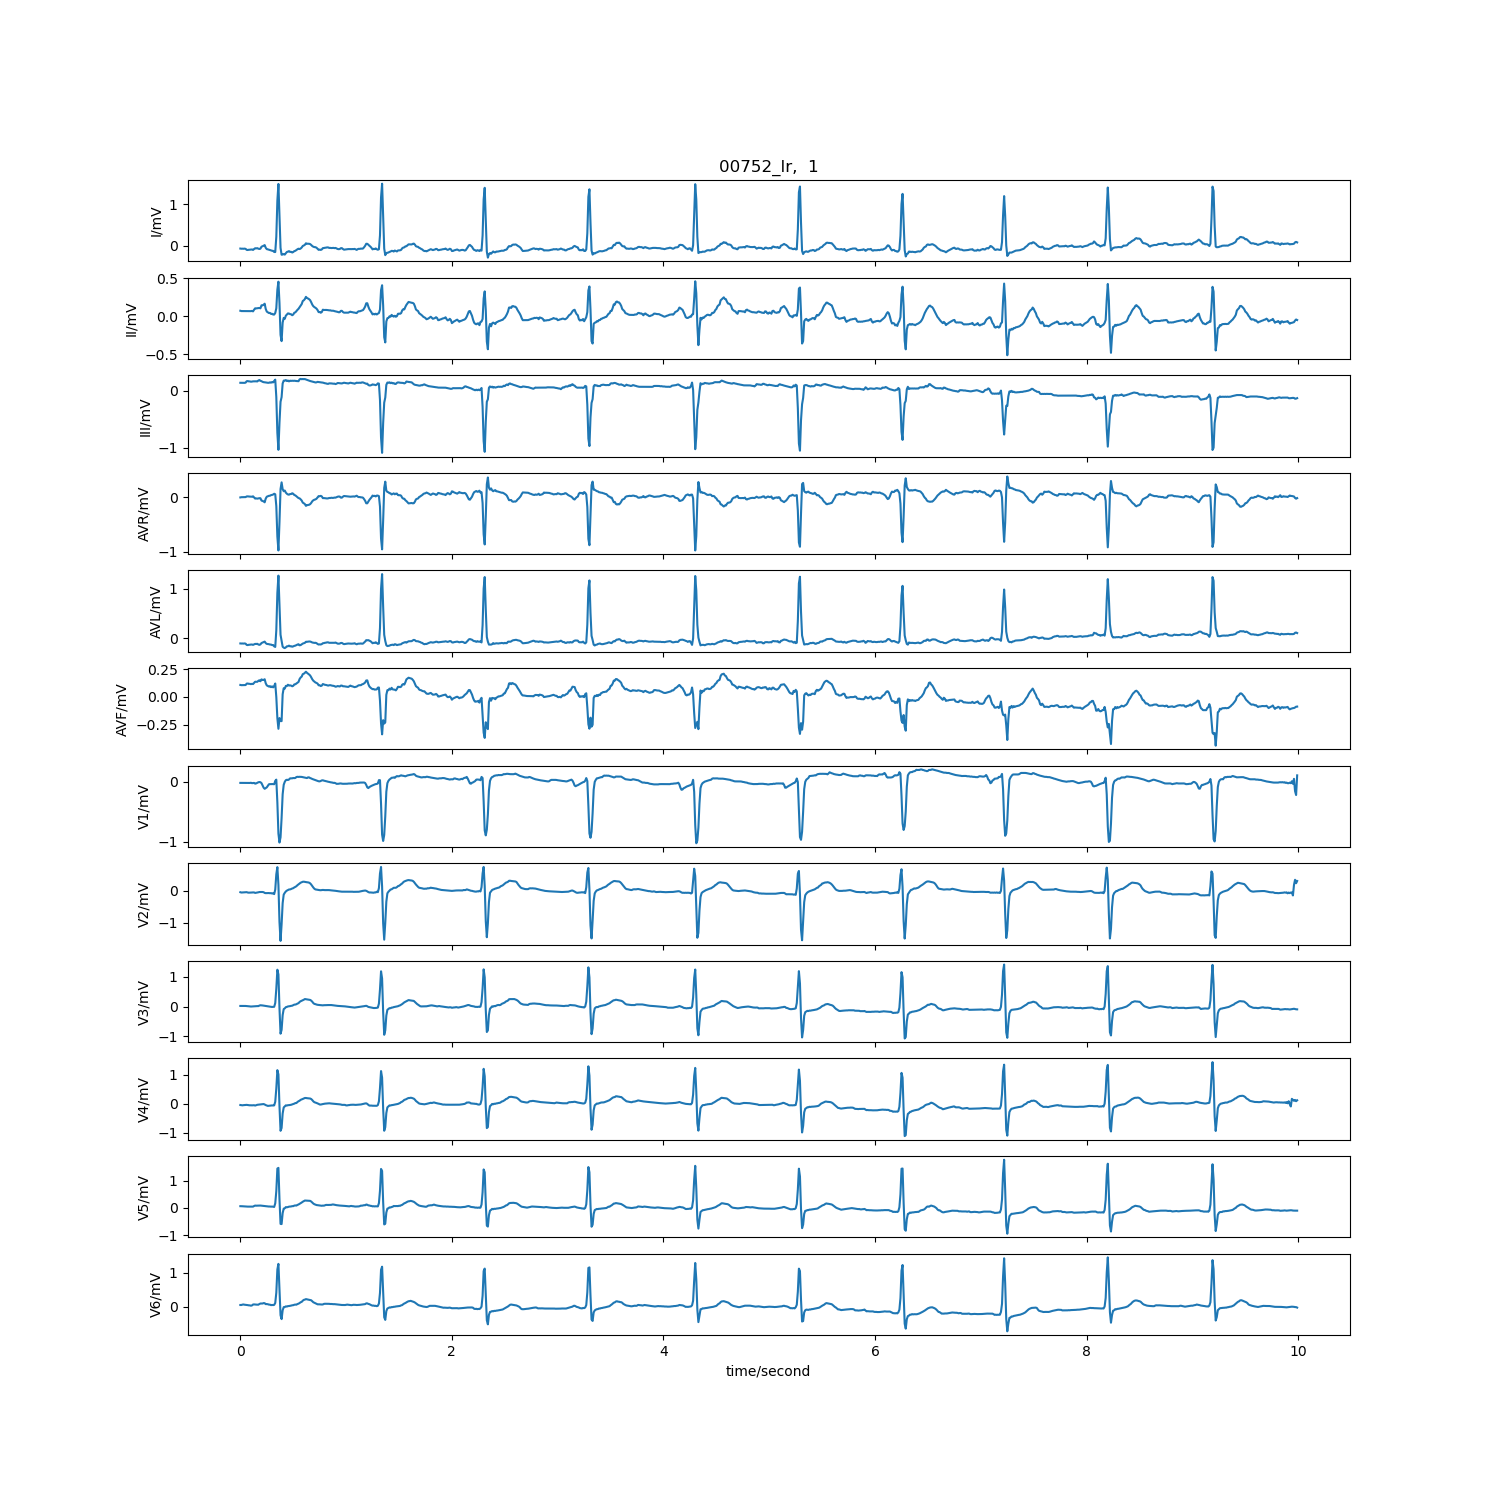 00752_lr,  1
I/mV
1
0
II/mV
0.5
0.0
−0.5
III/mV
0
−1
AVR/mV
0
−1
AVL/mV
1
0
AVF/mV
0.25
0.00
−0.25
V1/mV
0
−1
V2/mV
0
−1
V3/mV
1
0
−1
V4/mV
1
0
−1
V5/mV
1
0
−1
V6/mV
1
0
0 2 4 6 8 10
time/second